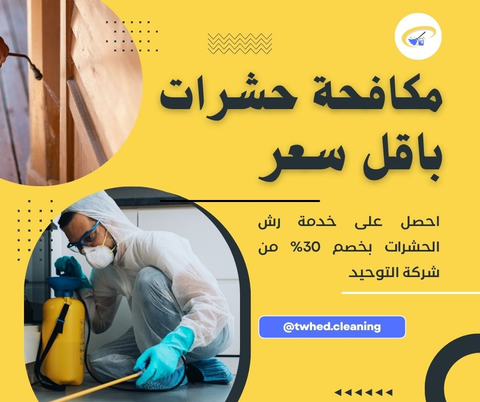 مكافحة حشرات
باقل سعر
احصل على خدمة رش
الحشرات بخصم 30% من
شركة التوحيد
@twhed.cleaning